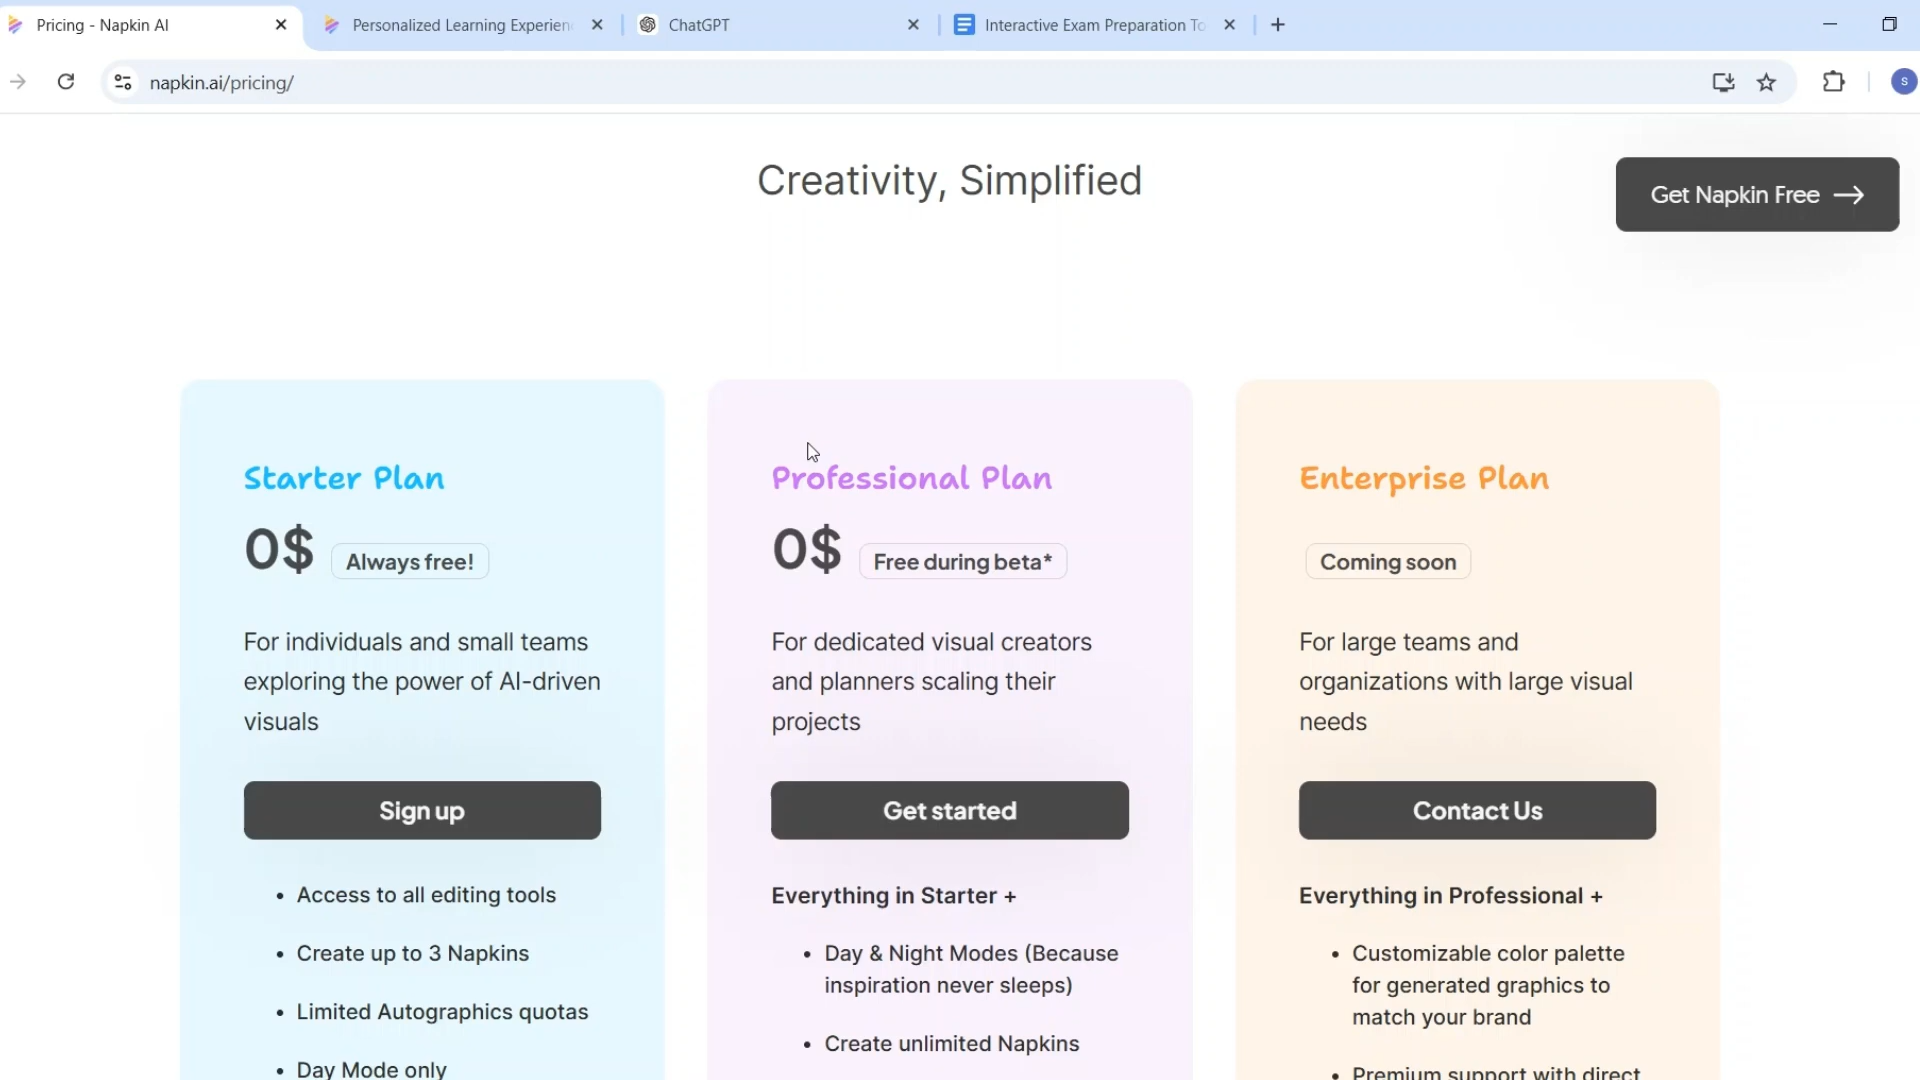 Pricing - Napkin AI
Personalized Learning Experien
ChatGPT
Interactive Exam Preparation To
napkin.ai/pricing/
S
Creativity, Simplified
Get Napkin Free
Starter Plan
0$ Always free!
For individuals and small teams
exploring the power of AI-driven
visuals
Sign up
• Access to all editing tools
• Create up to 3 Napkins
• Limited Autographics quotas
• Day Mode only
Professional Plan
0$ Free during beta*
For dedicated visual creators
and planners scaling their
projects
Get started
Everything in Starter +
• Day & Night Modes (Because
inspiration never sleeps)
• Create unlimited Napkins
Enterprise Plan
Coming soon
For large teams and
organizations with large visual
needs
Contact Us
Everything in Professional +
• Customizable color palette
for generated graphics to
match your brand
• Premium support with direct